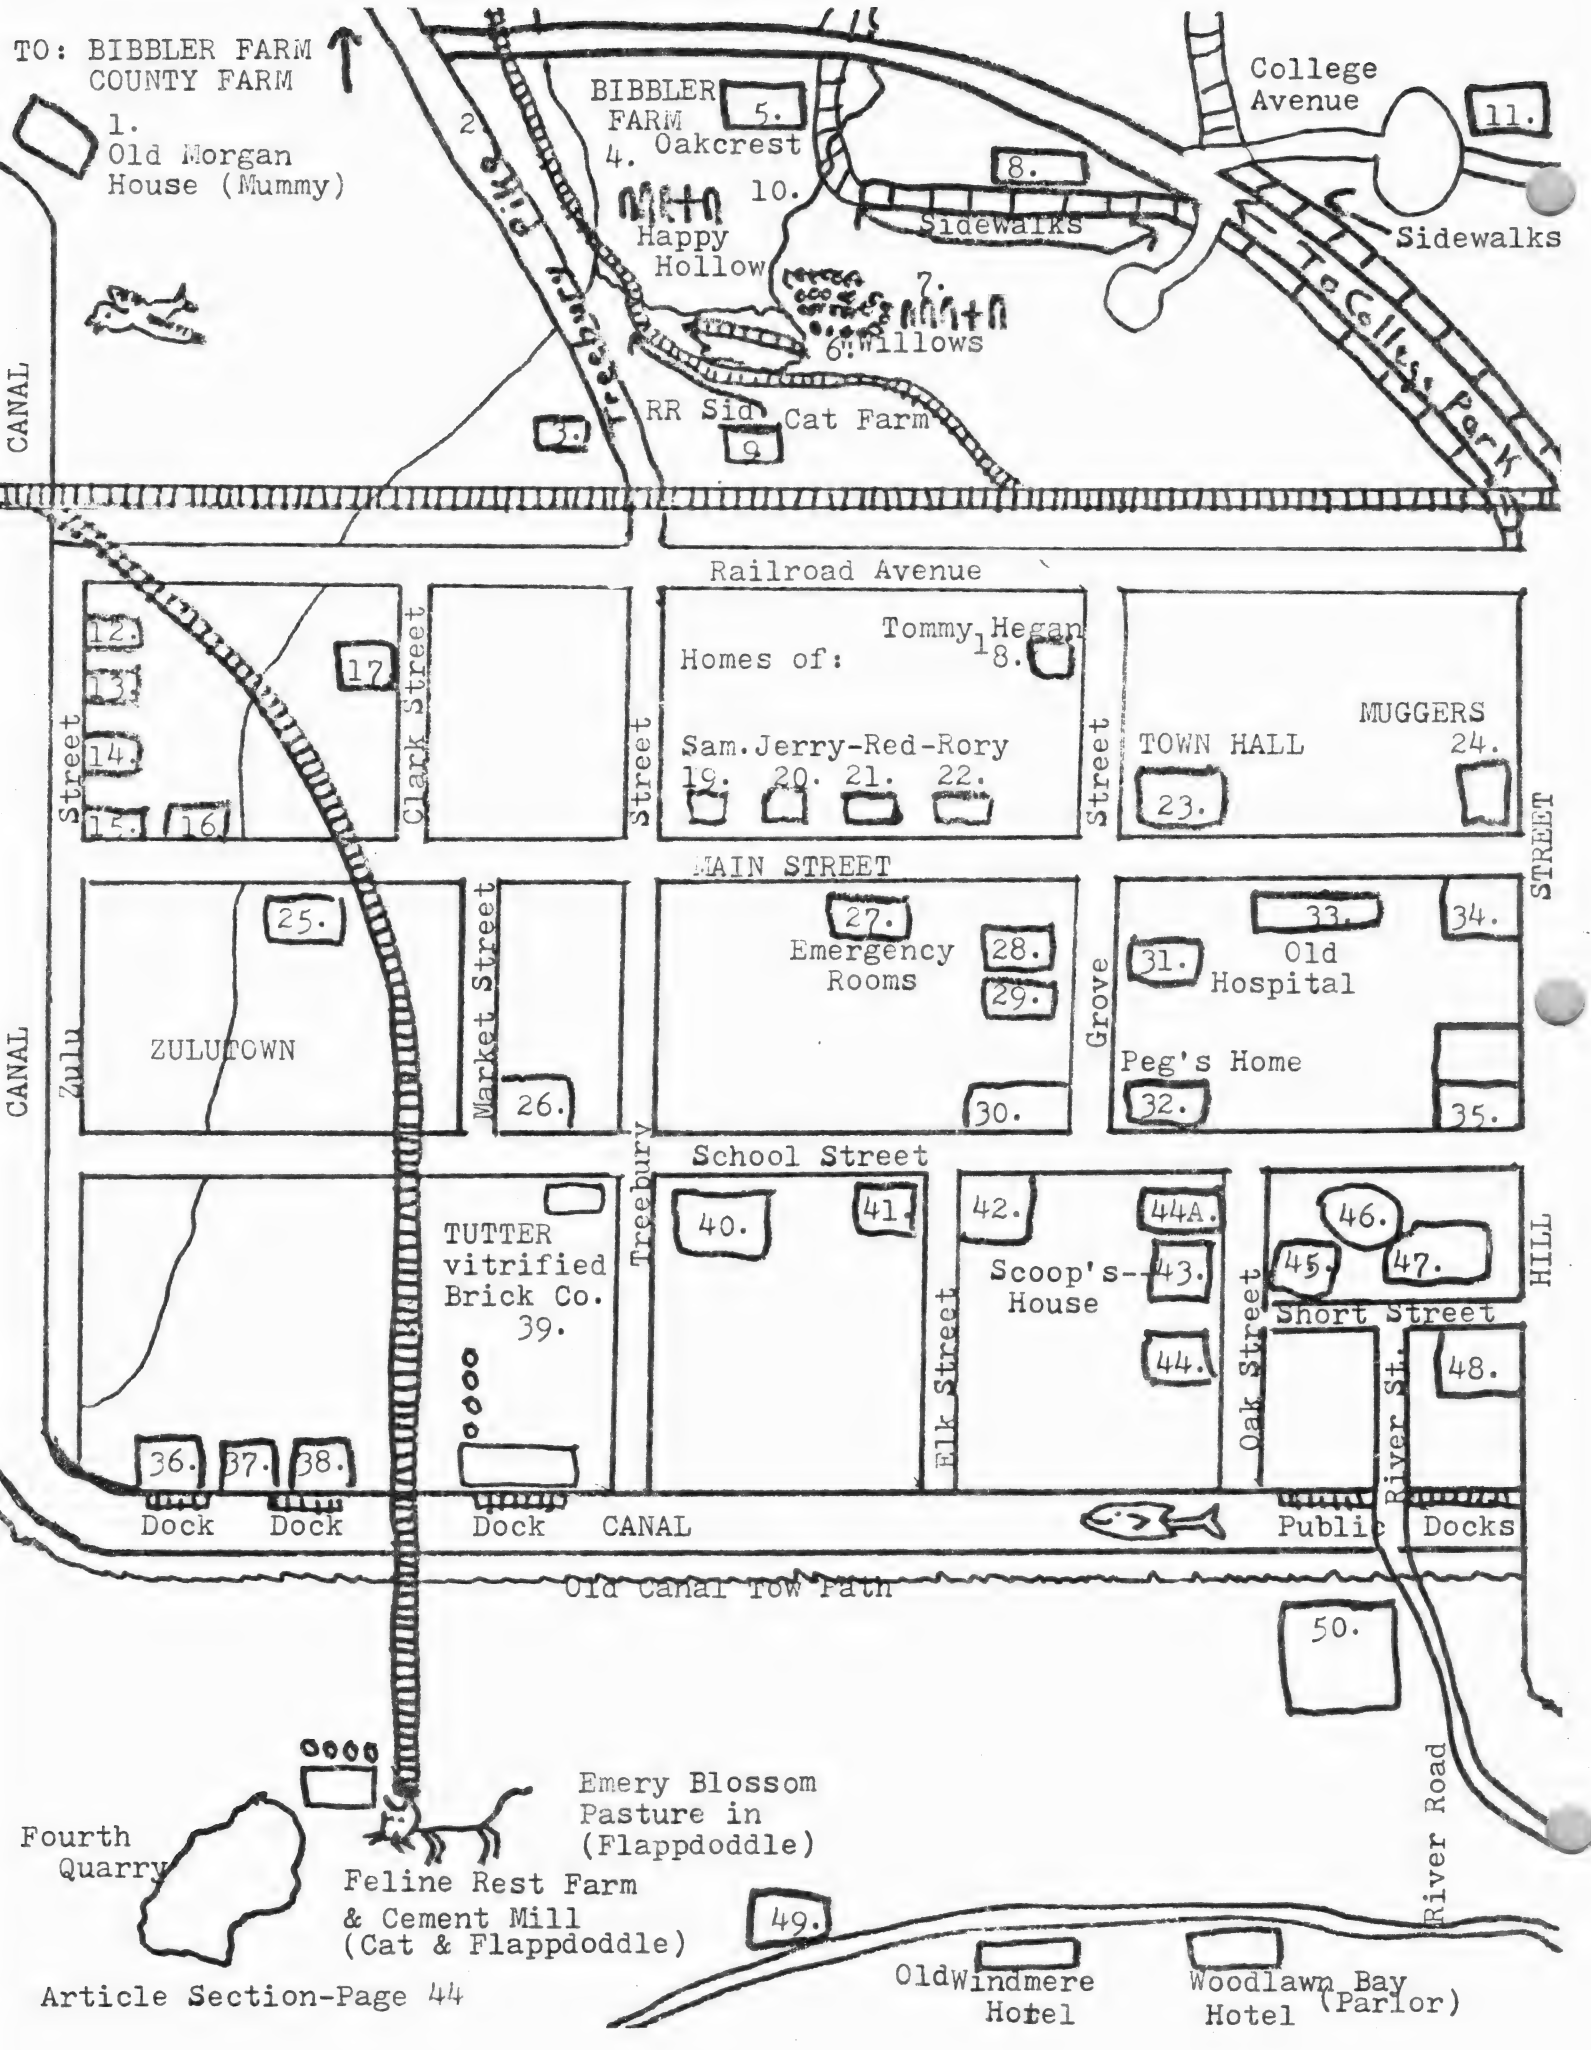 TO: BIBBLER FARM
COUNTY FARM
1.
Old Morgan
House (Mummy)
2.
Treebury Pike
BIBBLER
FARM
5.
4. Oakcrest
10.
Happy
Hollow
8.
Sidewalks
College
Avenue
11.
Sidewalks
To College Park
7.
6. Willows
CANAL
3.
RR Sid.
Cat Farm
9
Railroad Avenue
12.
13.
14.
15.
16
17
Street
Clark Street
Street
Homes of:
Tommy Hegan
18.
Sam. Jerry-Red-Rory
19. 20. 21. 22.
Street
TOWN HALL
23.
MUGGERS
24.
STREET
MAIN STREET
25.
ZULUTOWN
CANAL
Zulu
Market Street
26.
27.
Emergency
Rooms
28.
29.
30.
Grove
31.
33.
Old
Hospital
34.
Peg's Home
32.
35.
School Street
Treebury
TUTTER
vitrified
Brick Co.
39.
40.
41.
42.
44A.
Scoop's--43.
House
44.
Elk Street
Oak Street
45.
46.
47.
Short Street
River St.
48.
HILL
36.
37.
38.
Dock
Dock
Dock
CANAL
Public Docks
Old Canal Tow Path
50.
River Road
Emery Blossom
Pasture in
(Flappdoddle)
Fourth
Quarry
Feline Rest Farm
& Cement Mill
(Cat & Flappdoddle)
49.
Old Windmere
Hotel
Woodlawn Bay
Hotel (Parlor)
Article Section-Page 44